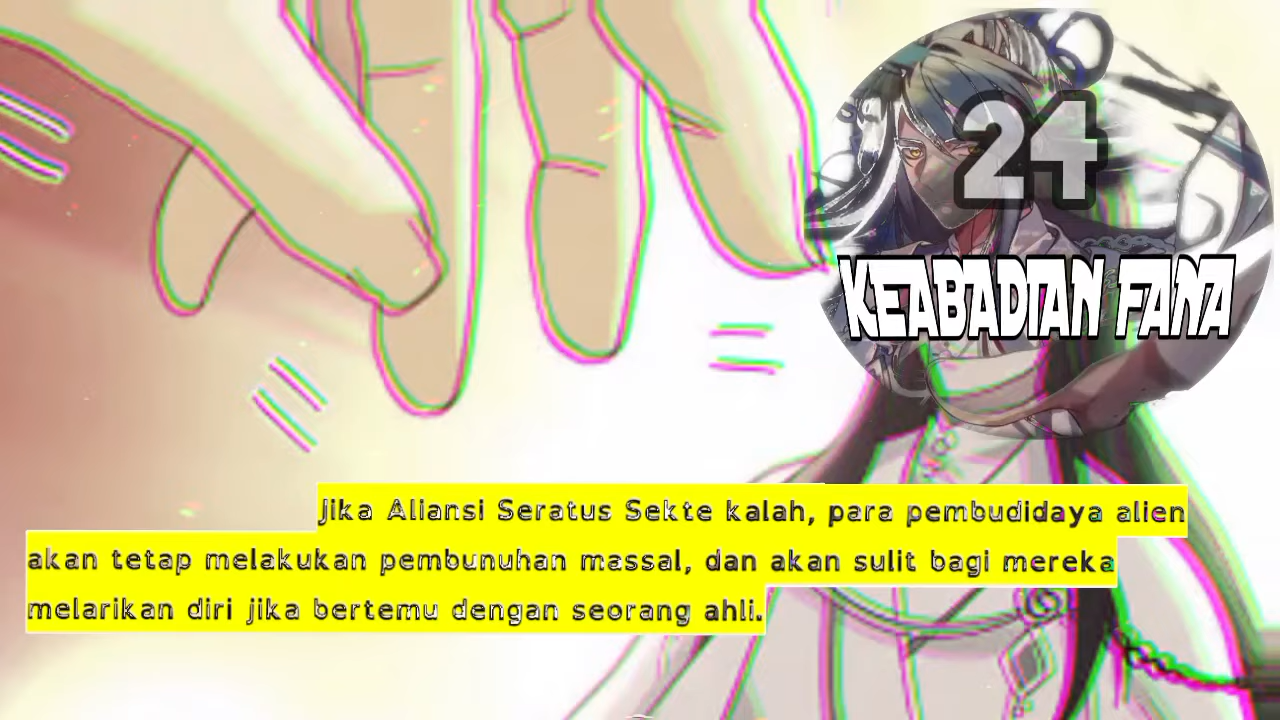 24
KEABADIAN FANA
Jika Aliansi Seratus Sekte kalah, para pembudidaya alien
akan tetap melakukan pembunuhan massal, dan akan sulit bagi mereka
melarikan diri jika bertemu dengan seorang ahli.